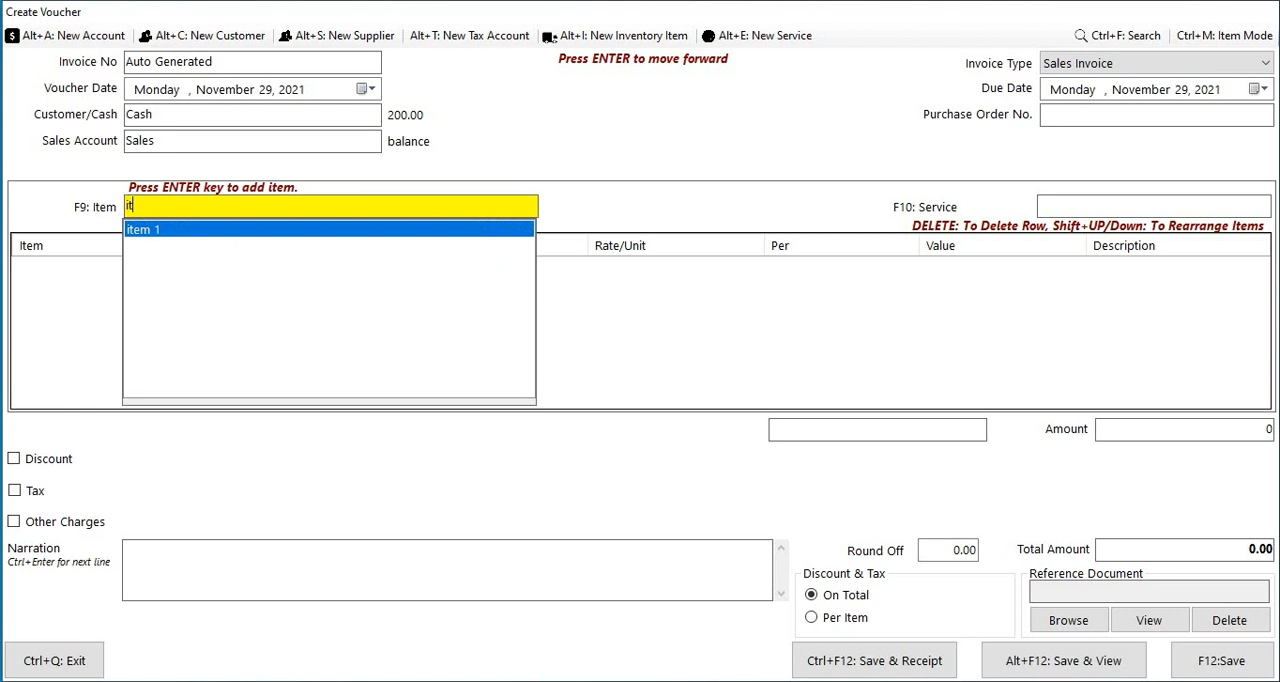 Create Voucher
Alt+A: New Account Alt+C: New Customer Alt+S: New Supplier Alt+T: New Tax Account Alt+I: New Inventory Item Alt+E: New Service Ctrl+F: Search Ctrl+M: Item Mode
Invoice No Auto Generated Press ENTER to move forward Invoice Type Sales Invoice
Voucher Date Monday , November 29, 2021 Due Date Monday , November 29, 2021
Customer/Cash Cash 200.00 Purchase Order No.
Sales Account Sales balance
Press ENTER key to add item.
F9: Item it F10: Service
DELETE: To Delete Row, Shift+UP/Down: To Rearrange Items
item 1
Item Rate/Unit Per Value Description
Amount 0
Discount
Tax
Other Charges
Narration Round Off 0.00 Total Amount 0.00
Ctrl+Enter for next line
Discount & Tax Reference Document
On Total
Per Item Browse View Delete
Ctrl+Q: Exit Ctrl+F12: Save & Receipt Alt+F12: Save & View F12:Save